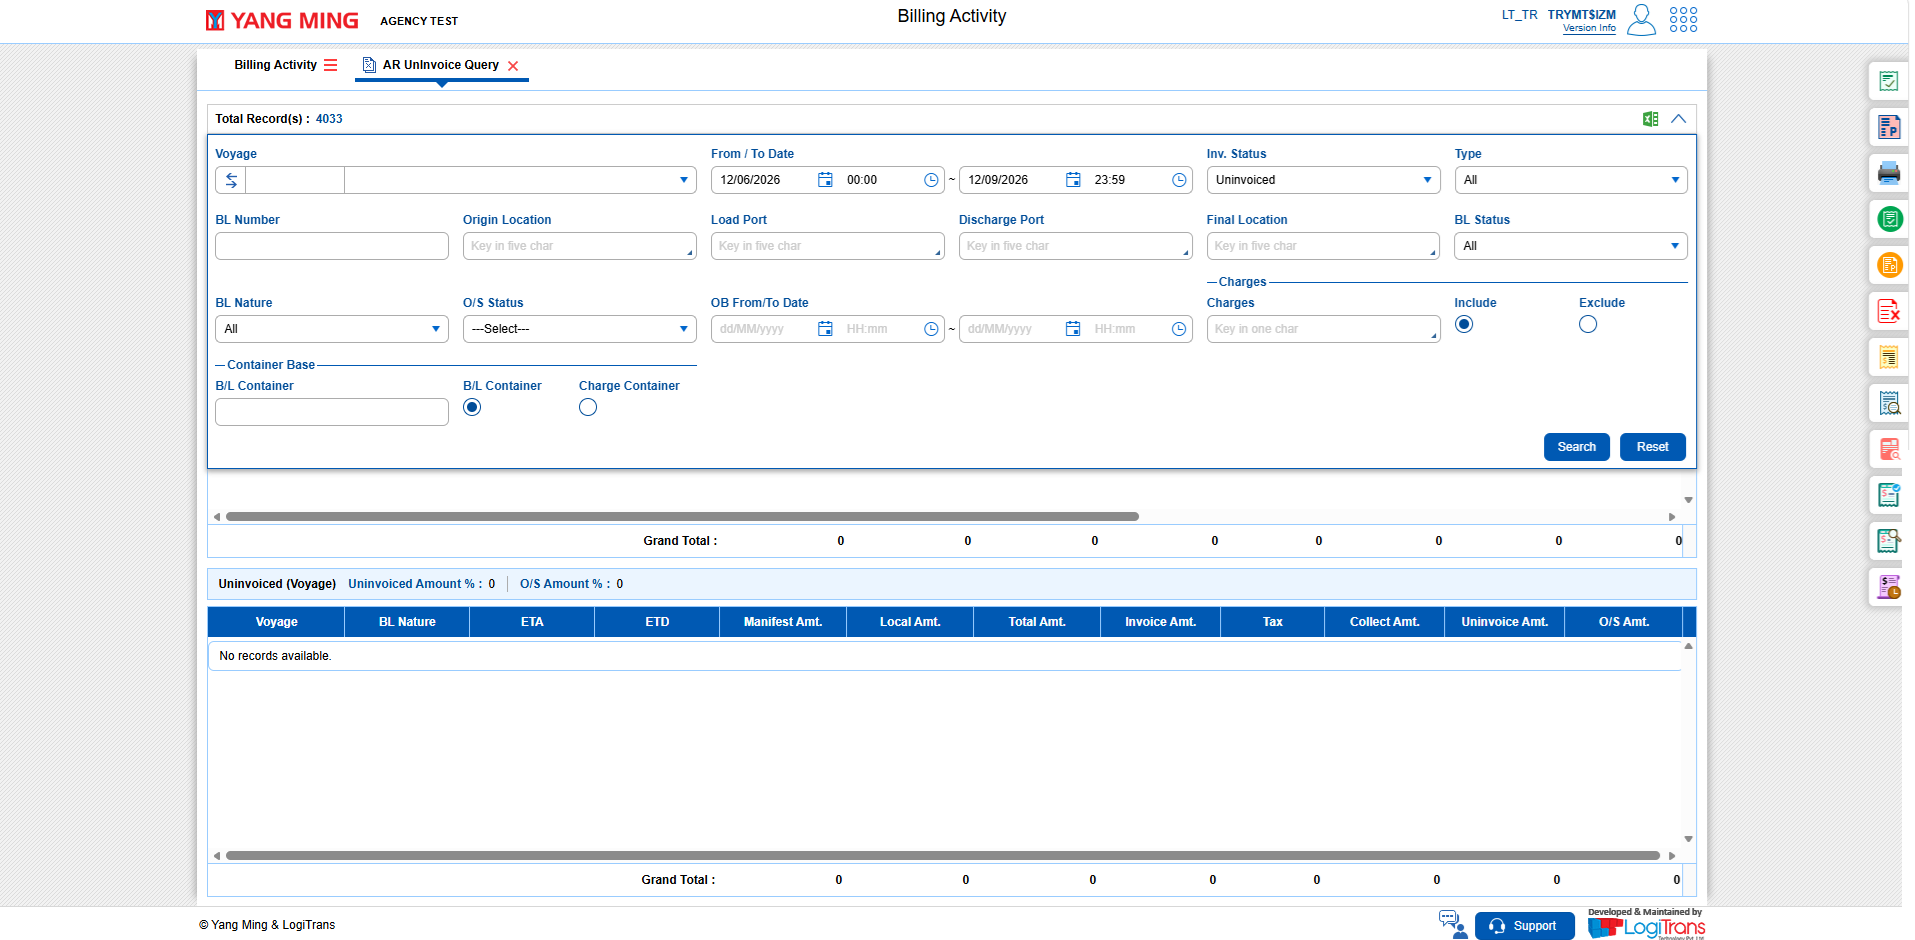 YANG MING AGENCY TEST
Billing Activity
LT_TR TRYMT$IZM
Version Info
Billing Activity
AR UnInvoice Query
Total Record(s) : 4033
Voyage From / To Date Inv. Status Type
12/06/2026 00:00 ~ 12/09/2026 23:59 Uninvoiced All
BL Number Origin Location Load Port Discharge Port Final Location BL Status
Key in five char Key in five char Key in five char Key in five char All
Charges
BL Nature O/S Status OB From/To Date Charges Include Exclude
All ---Select--- dd/MM/yyyy HH:mm ~ dd/MM/yyyy HH:mm Key in one char
Container Base
B/L Container B/L Container Charge Container
Search Reset
Grand Total : 0 0 0 0 0 0 0 0
Uninvoiced (Voyage) Uninvoiced Amount % : 0 O/S Amount % : 0
Voyage BL Nature ETA ETD Manifest Amt. Local Amt. Total Amt. Invoice Amt. Tax Collect Amt. Uninvoice Amt. O/S Amt.
No records available.
Grand Total : 0 0 0 0 0 0 0 0
© Yang Ming & LogiTrans
Support
Developed & Maintained by
LogiTrans
Technology Pvt. Ltd.